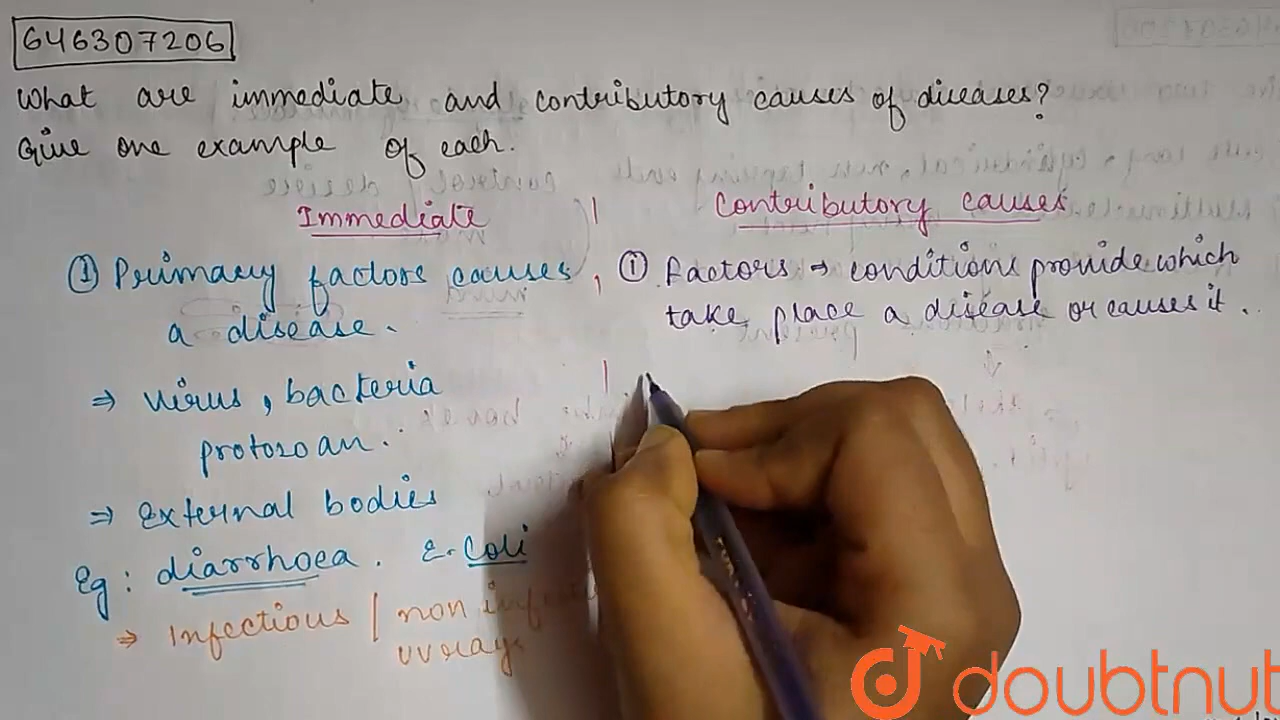 646307206
What are immediate and contributory causes of diseases?
Give one example of each.
Immediate
① Primary factors causes
a disease.
⇒ virus, bacteria
protozoan.
⇒ External bodies
Eg: diarrhoea. E. Coli
⇒ Infectious / non
uv rays
Contributory causes
① Factors → conditions provide which
take place a disease or causes it.
doubtnut